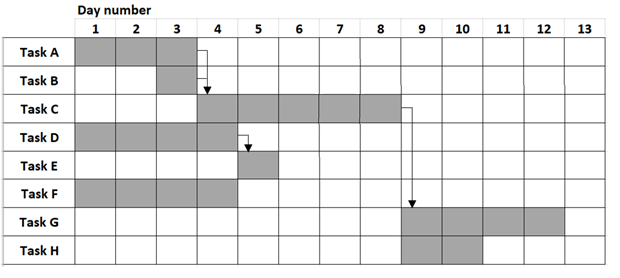 Day number
1 2 3 4 5 6 7 8 9 10 11 12 13
Task A
Task B
Task C
Task D
Task E
Task F
Task G
Task H